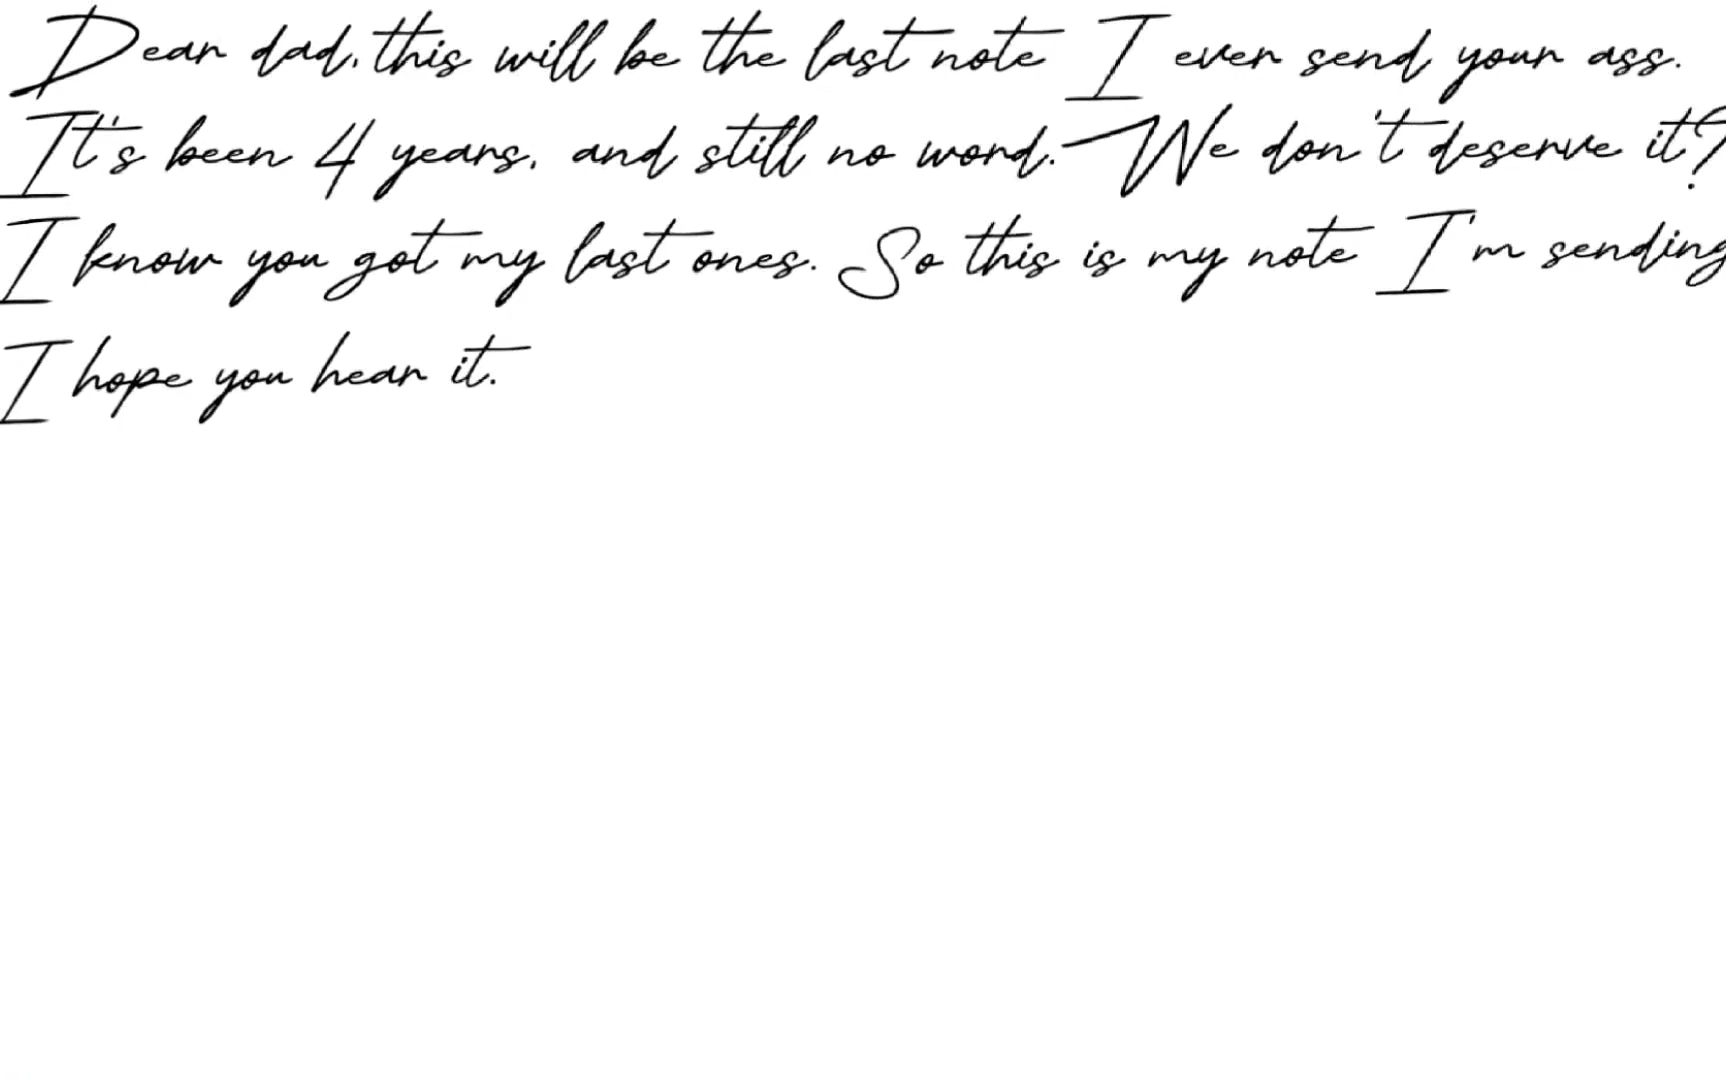 Dear dad, this will be the last note I ever send your ass.
It's been 4 years, and still no word. We don't deserve it?
I know you got my last ones. So this is my note I'm sending
I hope you hear it.